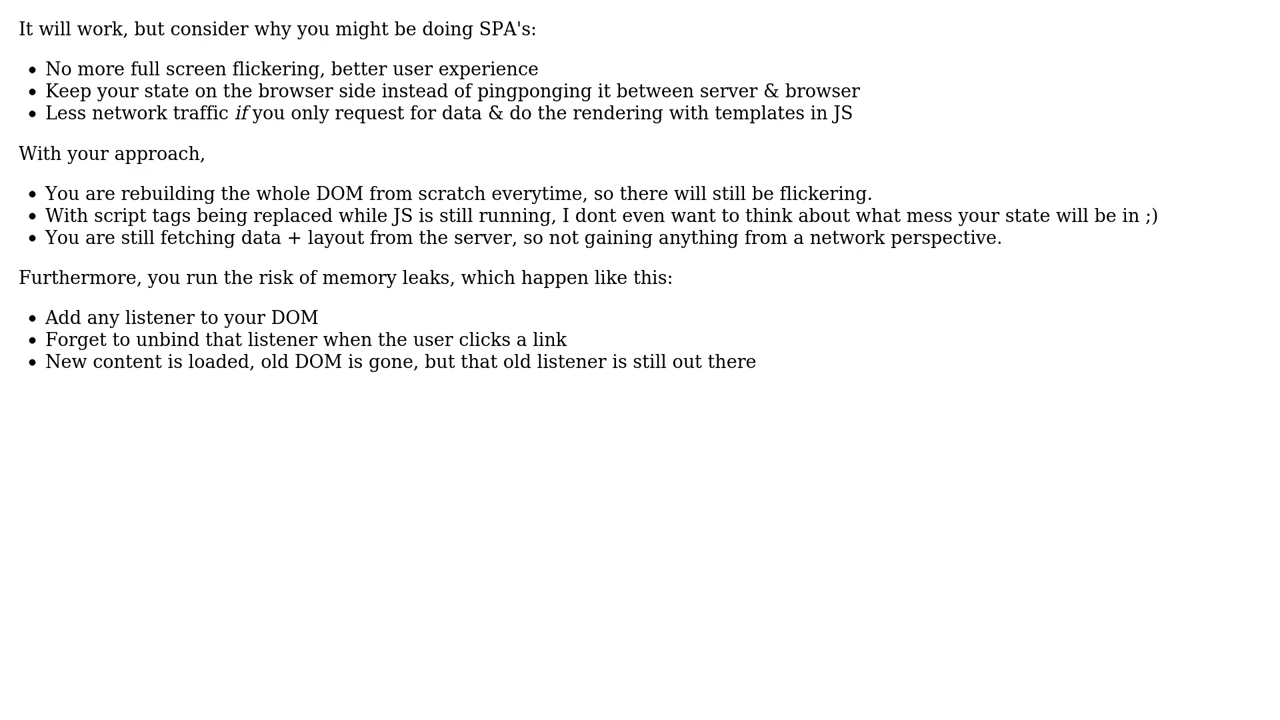 It will work, but consider why you might be doing SPA's:
• No more full screen flickering, better user experience
• Keep your state on the browser side instead of pingponging it between server & browser
• Less network traffic if you only request for data & do the rendering with templates in JS
With your approach,
• You are rebuilding the whole DOM from scratch everytime, so there will still be flickering.
• With script tags being replaced while JS is still running, I dont even want to think about what mess your state will be in ;)
• You are still fetching data + layout from the server, so not gaining anything from a network perspective.
Furthermore, you run the risk of memory leaks, which happen like this:
• Add any listener to your DOM
• Forget to unbind that listener when the user clicks a link
• New content is loaded, old DOM is gone, but that old listener is still out there